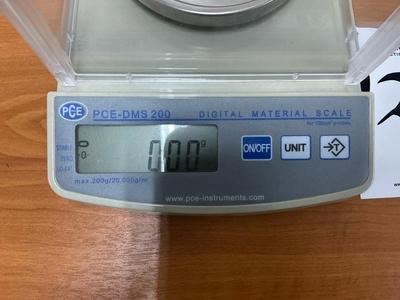 PCE
PCE-DMS 200 DIGITAL MATERIAL SCALE
STABLE
ZERO
0.00 g
ON/OFF UNIT T
max.200g/20.000g/m²
www.pce-instruments.com